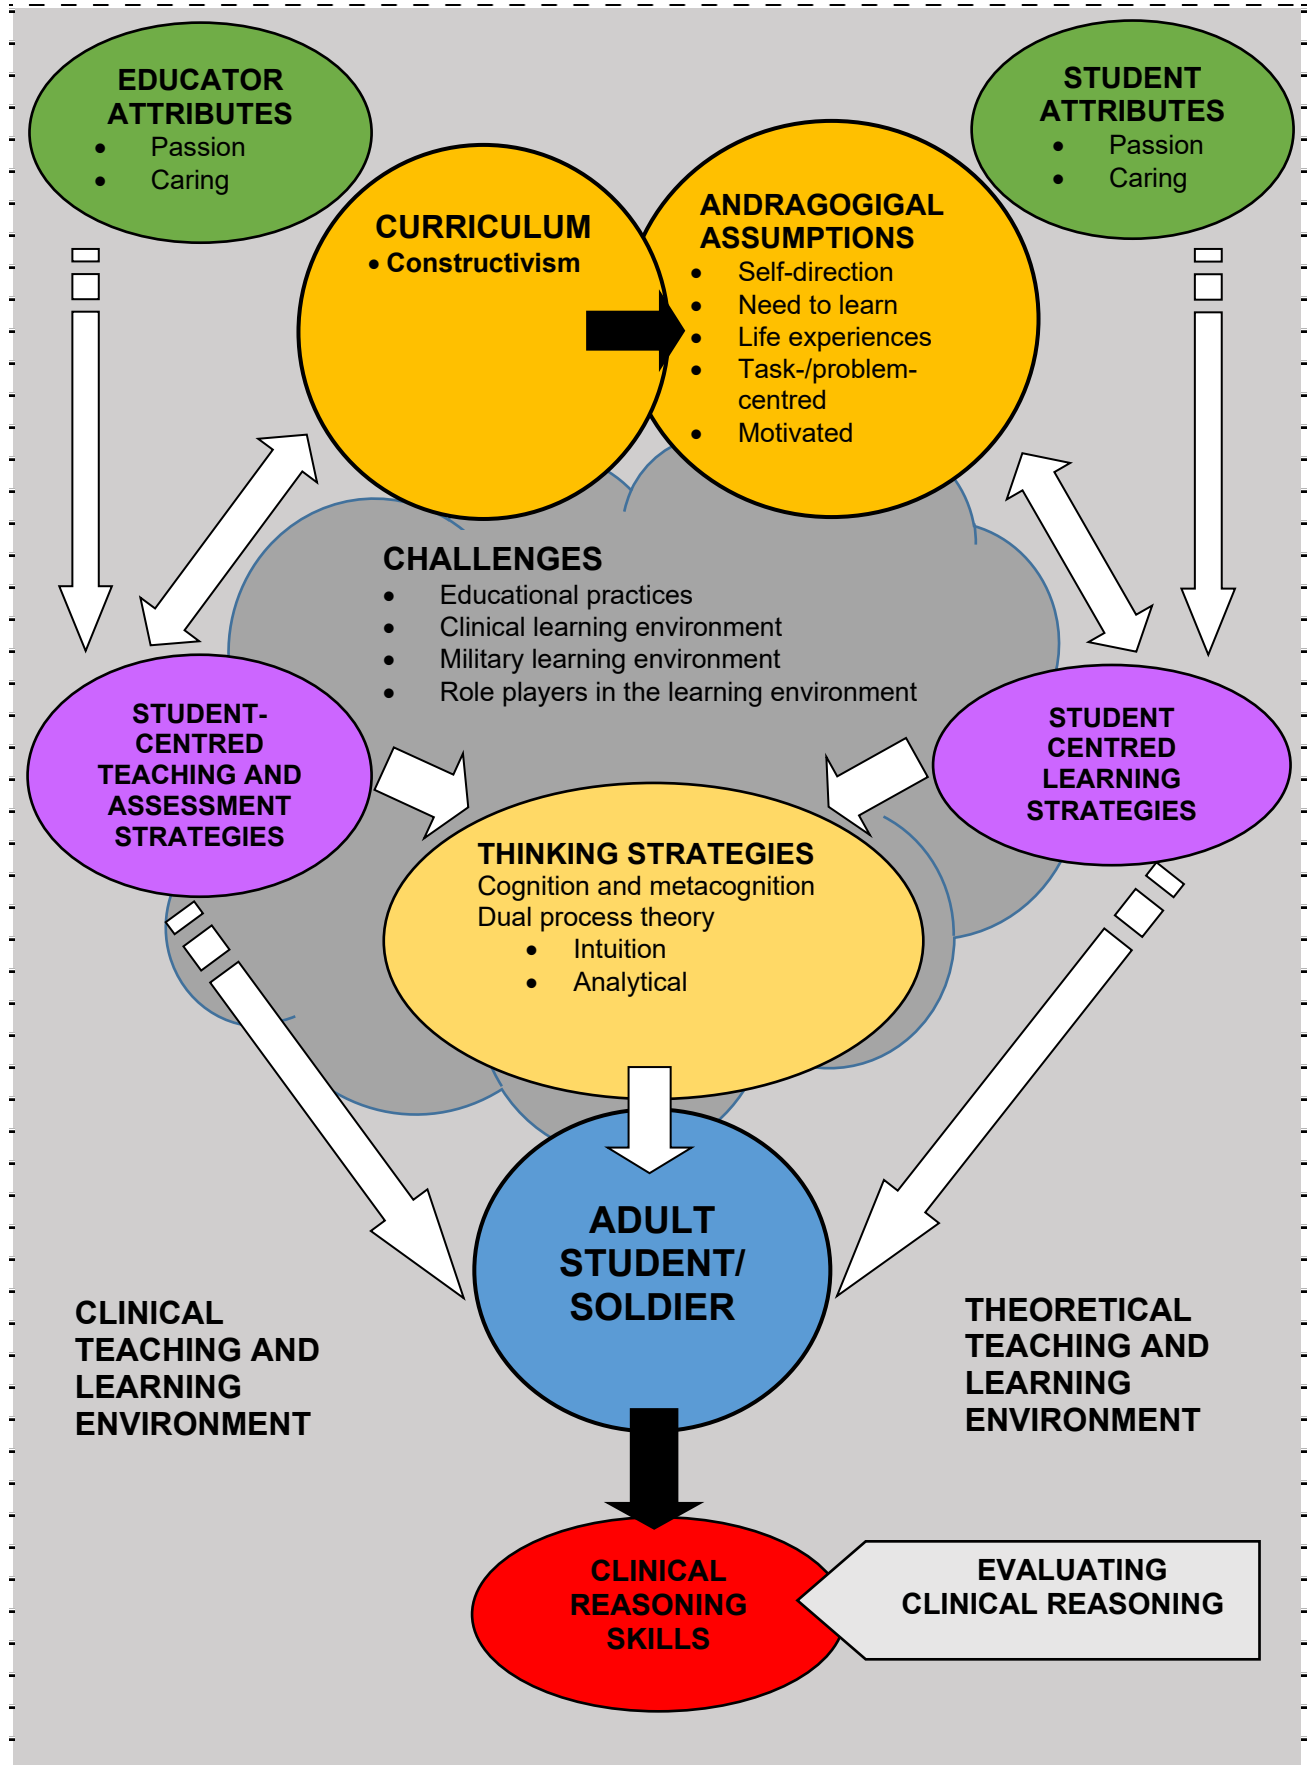 EDUCATOR
ATTRIBUTES
• Passion
• Caring
STUDENT
ATTRIBUTES
• Passion
• Caring
CURRICULUM
• Constructivism
ANDRAGOGIGAL
ASSUMPTIONS
• Self-direction
• Need to learn
• Life experiences
• Task-/problem-
centred
• Motivated
CHALLENGES
• Educational practices
• Clinical learning environment
• Military learning environment
• Role players in the learning environment
STUDENT-
CENTRED
TEACHING AND
ASSESSMENT
STRATEGIES
STUDENT
CENTRED
LEARNING
STRATEGIES
THINKING STRATEGIES
Cognition and metacognition
Dual process theory
• Intuition
• Analytical
ADULT
STUDENT/
SOLDIER
CLINICAL
TEACHING AND
LEARNING
ENVIRONMENT
THEORETICAL
TEACHING AND
LEARNING
ENVIRONMENT
CLINICAL
REASONING
SKILLS
EVALUATING
CLINICAL REASONING